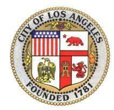 CITY OF LOS ANGELES
FOUNDED 1781